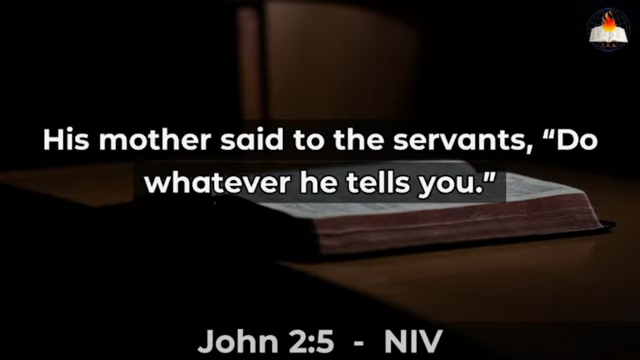 His mother said to the servants, “Do
whatever he tells you.”
John 2:5 - NIV